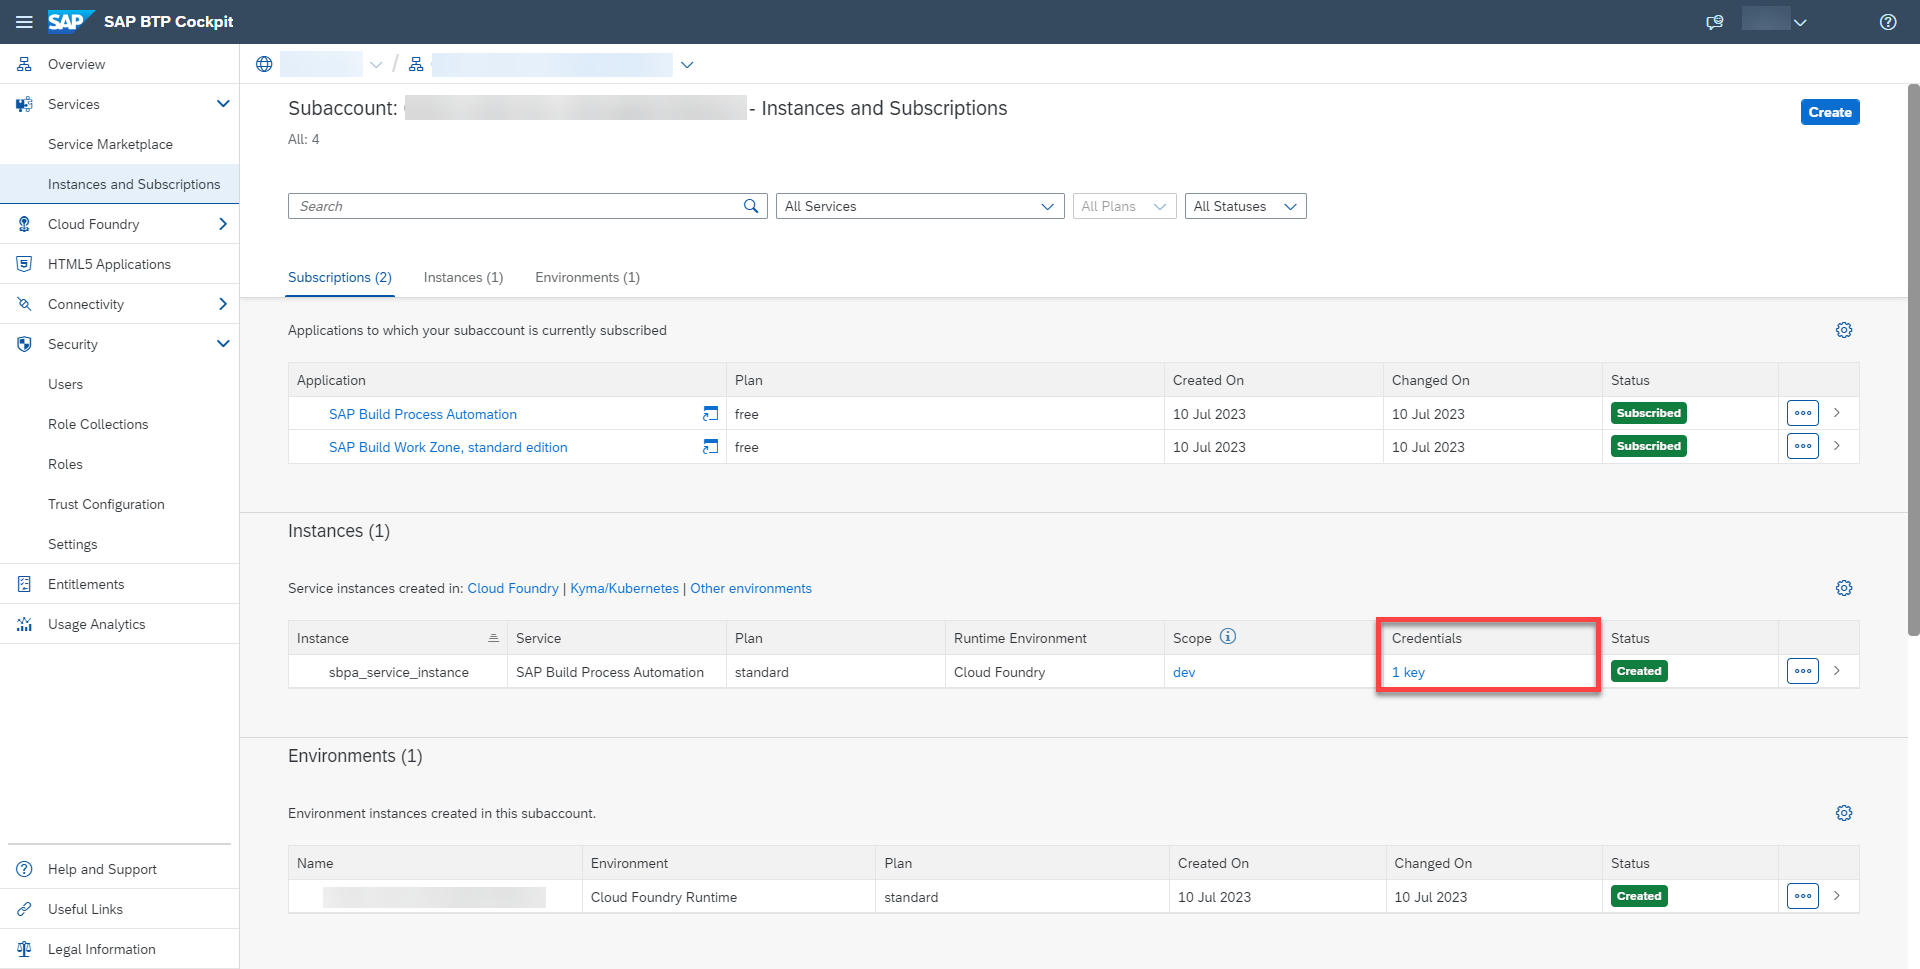 SAP SAP BTP Cockpit
Overview
Services
Service Marketplace
Instances and Subscriptions
Cloud Foundry
HTML5 Applications
Connectivity
Security
Users
Role Collections
Roles
Trust Configuration
Settings
Entitlements
Usage Analytics
Help and Support
Useful Links
Legal Information
/
Subaccount: - Instances and Subscriptions
Create
All: 4
Search
All Services
All Plans
All Statuses
Subscriptions (2) Instances (1) Environments (1)
Applications to which your subaccount is currently subscribed
Application Plan Created On Changed On Status
SAP Build Process Automation free 10 Jul 2023 10 Jul 2023 Subscribed
SAP Build Work Zone, standard edition free 10 Jul 2023 10 Jul 2023 Subscribed
Instances (1)
Service instances created in: Cloud Foundry | Kyma/Kubernetes | Other environments
Instance Service Plan Runtime Environment Scope Credentials Status
sbpa_service_instance SAP Build Process Automation standard Cloud Foundry dev 1 key Created
Environments (1)
Environment instances created in this subaccount.
Name Environment Plan Created On Changed On Status
Cloud Foundry Runtime standard 10 Jul 2023 10 Jul 2023 Created